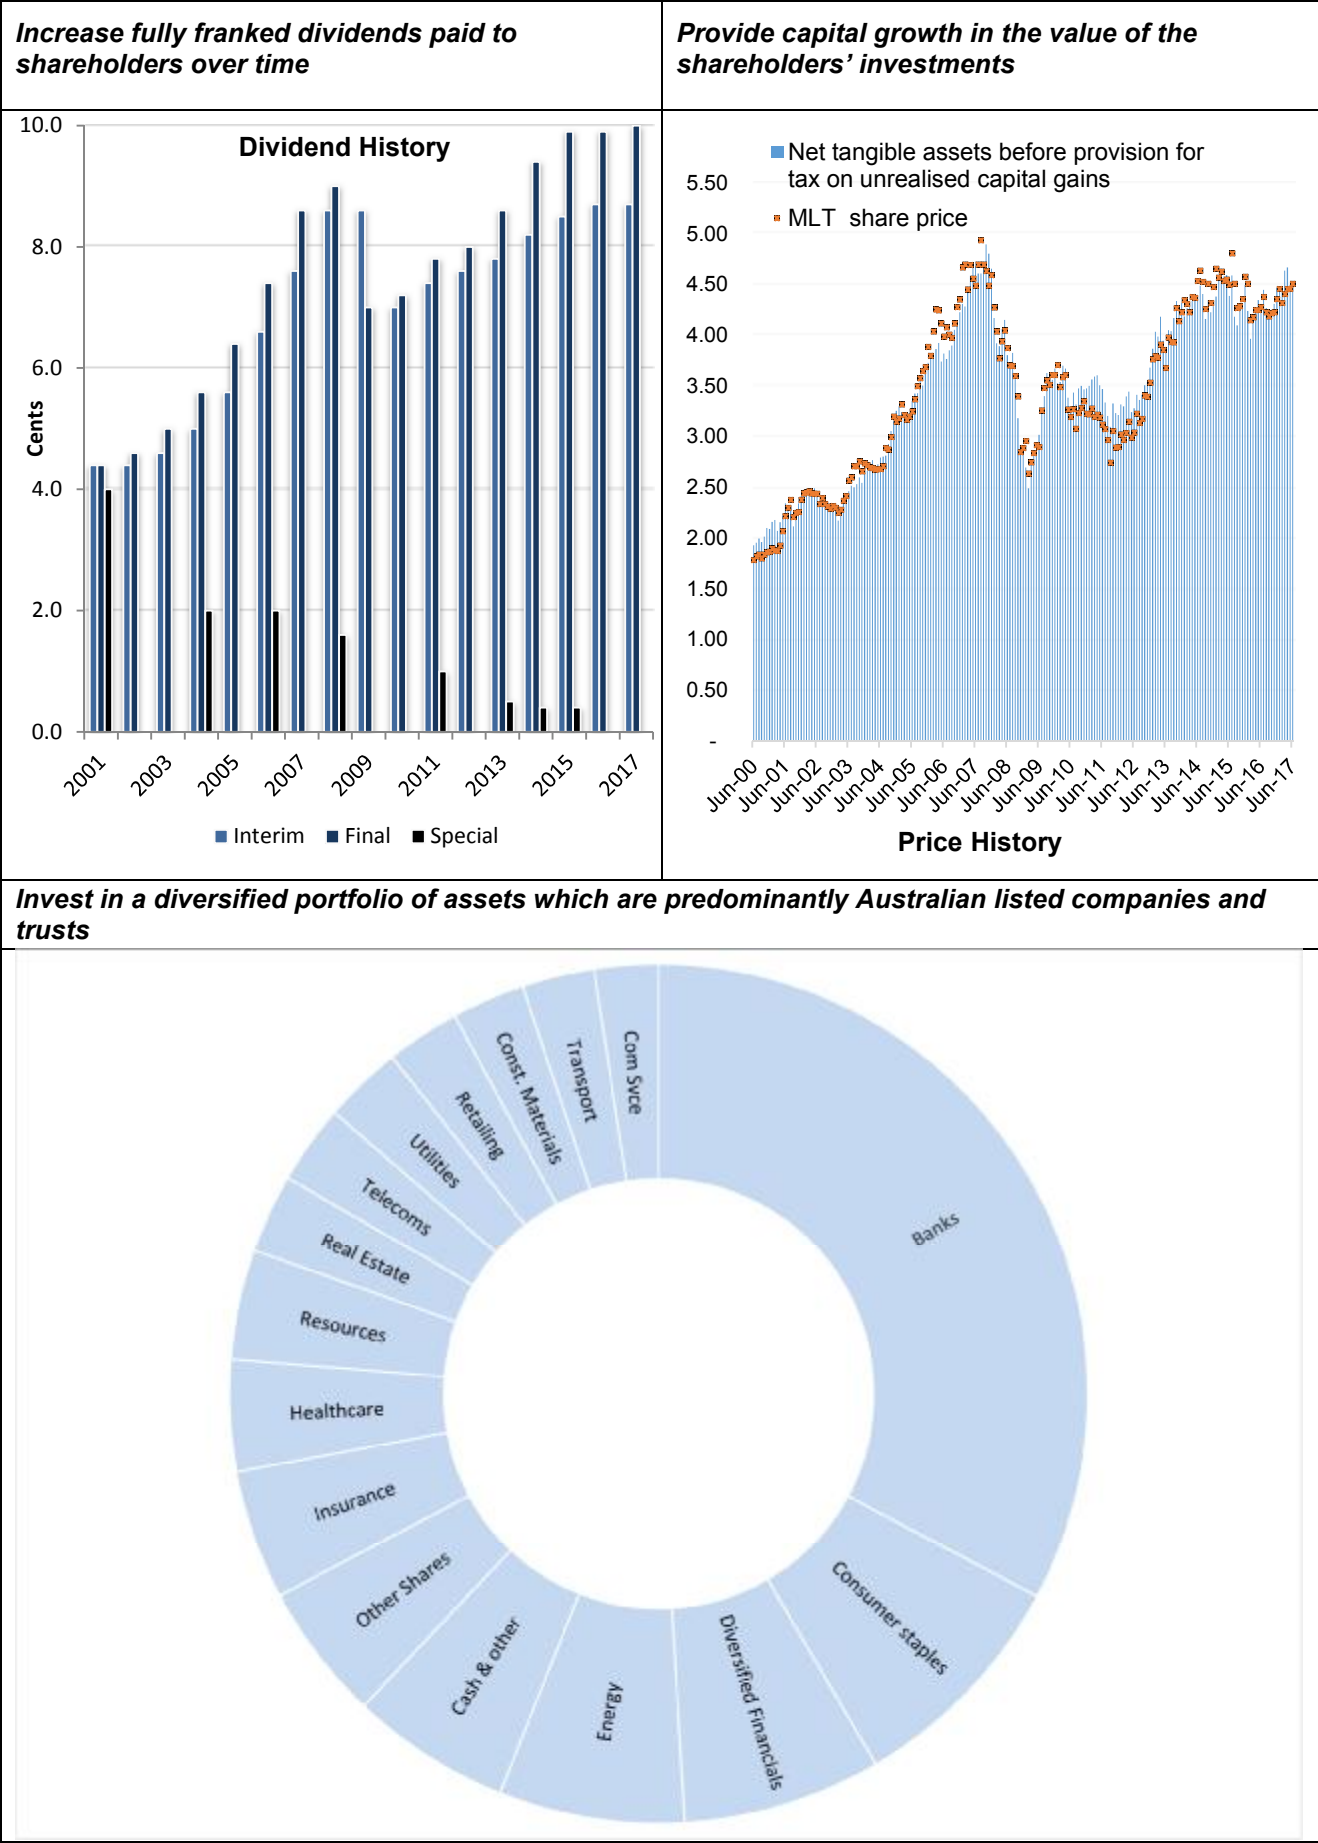 Increase fully franked dividends paid to
shareholders over time
Provide capital growth in the value of the
shareholders’ investments
Dividend History
10.0
8.0
6.0
4.0
2.0
0.0
Cents
2001
2003
2005
2007
2009
2011
2013
2015
2017
Interim
Final
Special
Net tangible assets before provision for
tax on unrealised capital gains
MLT share price
5.50
5.00
4.50
4.00
3.50
3.00
2.50
2.00
1.50
1.00
0.50
-
Jun-00
Jun-01
Jun-02
Jun-03
Jun-04
Jun-05
Jun-06
Jun-07
Jun-08
Jun-09
Jun-10
Jun-11
Jun-12
Jun-13
Jun-14
Jun-15
Jun-16
Jun-17
Price History
Invest in a diversified portfolio of assets which are predominantly Australian listed companies and
trusts
Banks
Consumer staples
Diversified Financials
Energy
Cash & other
Other Shares
Insurance
Healthcare
Resources
Real Estate
Telecoms
Utilities
Retailing
Const. Materials
Transport
Com Svce